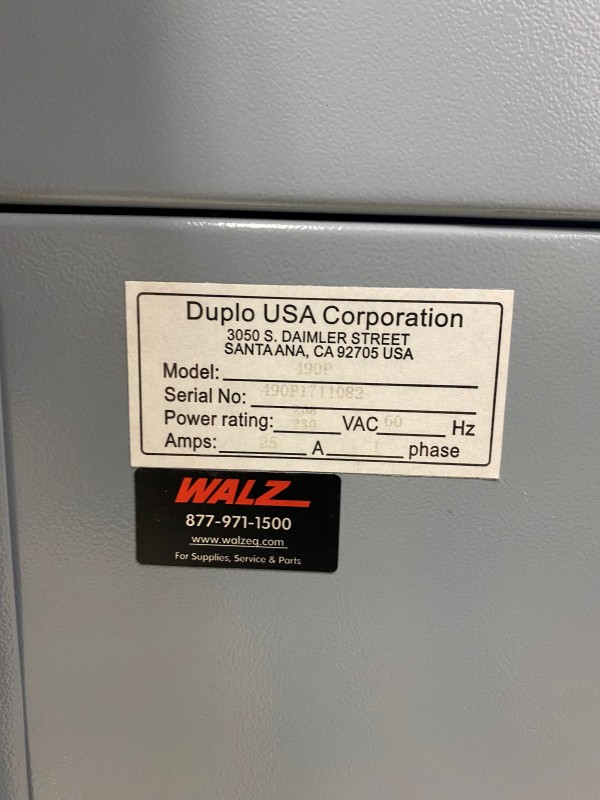 Duplo USA Corporation
3050 S. DAIMLER STREET
SANTA ANA, CA 92705 USA
Model: 490P
Serial No: 490P1711082
Power rating: 208 230 VAC 60 Hz
Amps: 25 A 1 phase
WALZ
877-971-1500
www.walzeq.com
For Supplies, Service & Parts